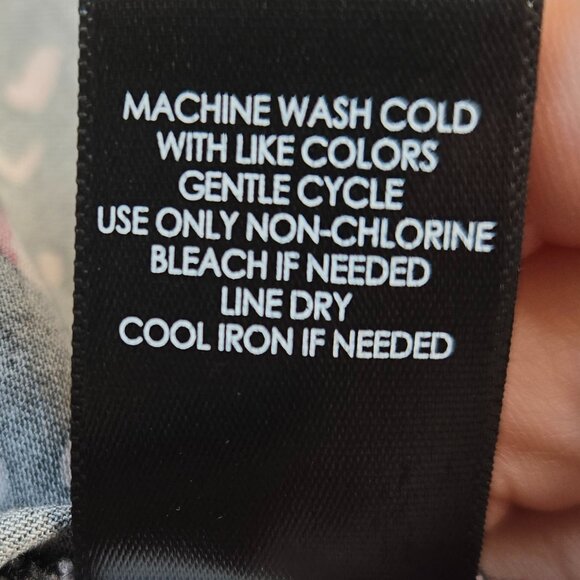 MACHINE WASH COLD
WITH LIKE COLORS
GENTLE CYCLE
USE ONLY NON-CHLORINE
BLEACH IF NEEDED
LINE DRY
COOL IRON IF NEEDED